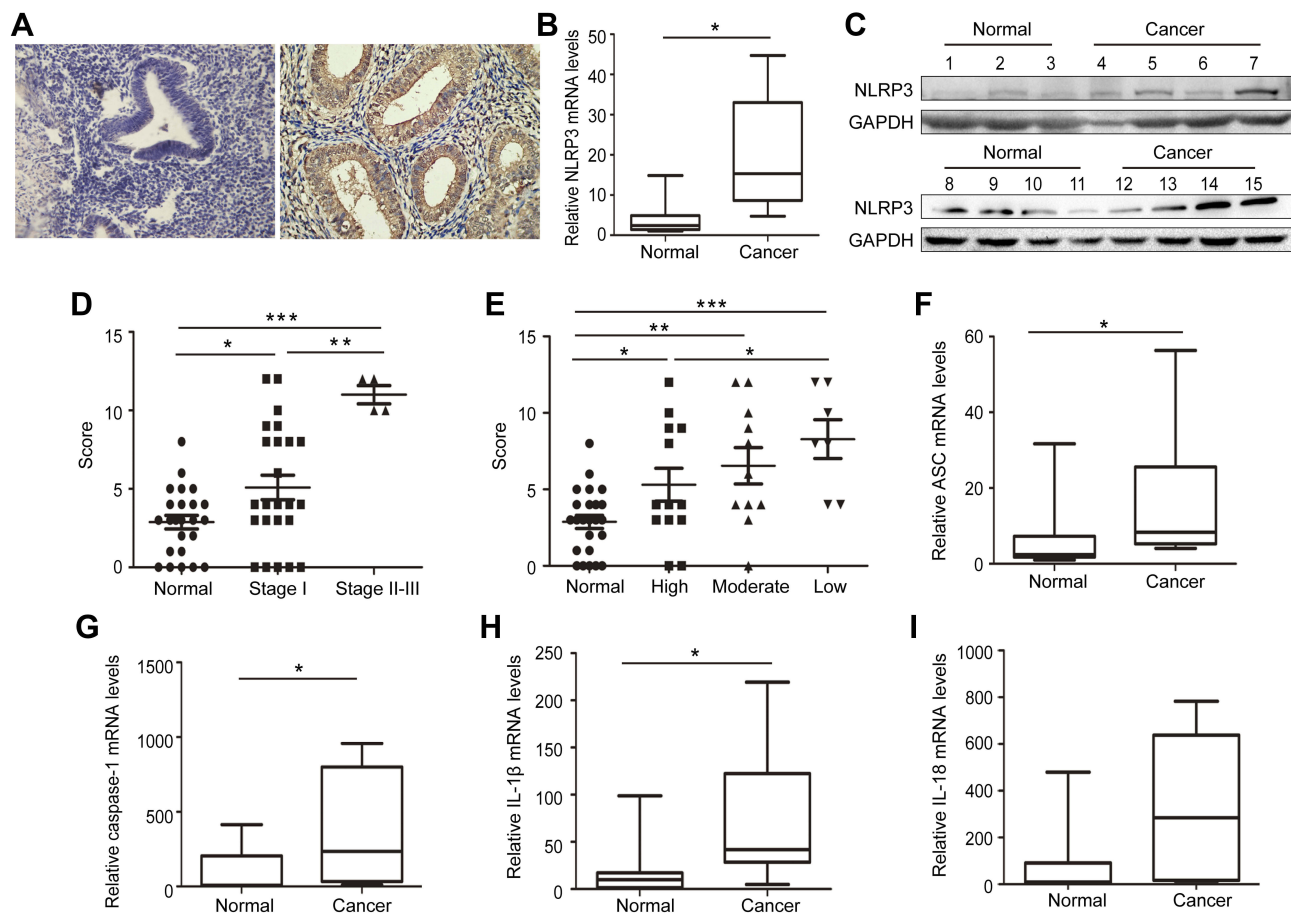 A
B
*
50
40
30
20
10
0
Relative NLRP3 mRNA levels
Normal Cancer
C
Normal Cancer
1 2 3 4 5 6 7
NLRP3
GAPDH
Normal Cancer
8 9 10 11 12 13 14 15
NLRP3
GAPDH
D
***
* **
15
10
5
0
Score
Normal Stage I Stage II-III
E
***
**
* *
15
10
5
0
Score
Normal High Moderate Low
F
*
60
40
20
0
Relative ASC mRNA levels
Normal Cancer
G
*
1500
1000
500
0
Relative caspase-1 mRNA levels
Normal Cancer
H
*
250
200
150
100
50
0
Relative IL-1β mRNA levels
Normal Cancer
I
1000
800
600
400
200
0
Relative IL-18 mRNA levels
Normal Cancer